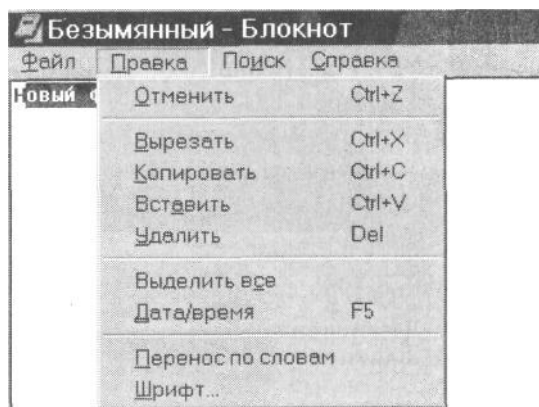 Безымянный - Блокнот
Файл Правка Поиск Справка
Новый ф
Отменить Ctrl+Z
Вырезать Ctrl+X
Копировать Ctrl+C
Вставить Ctrl+V
Удалить Del
Выделить все
Дата/время F5
Перенос по словам
Шрифт...